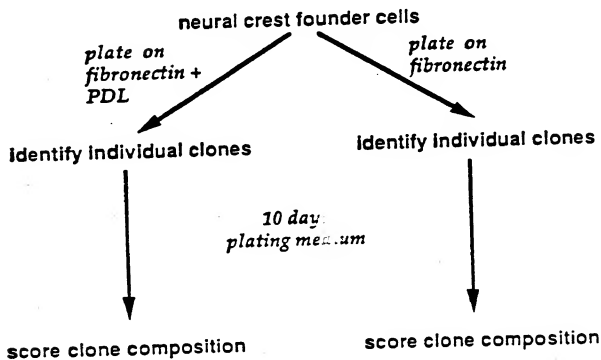 neural crest founder cells
plate on
fibronectin +
PDL
plate on
fibronectin
identify individual clones
identify individual clones
10 day
plating
score clone composition
score clone composition